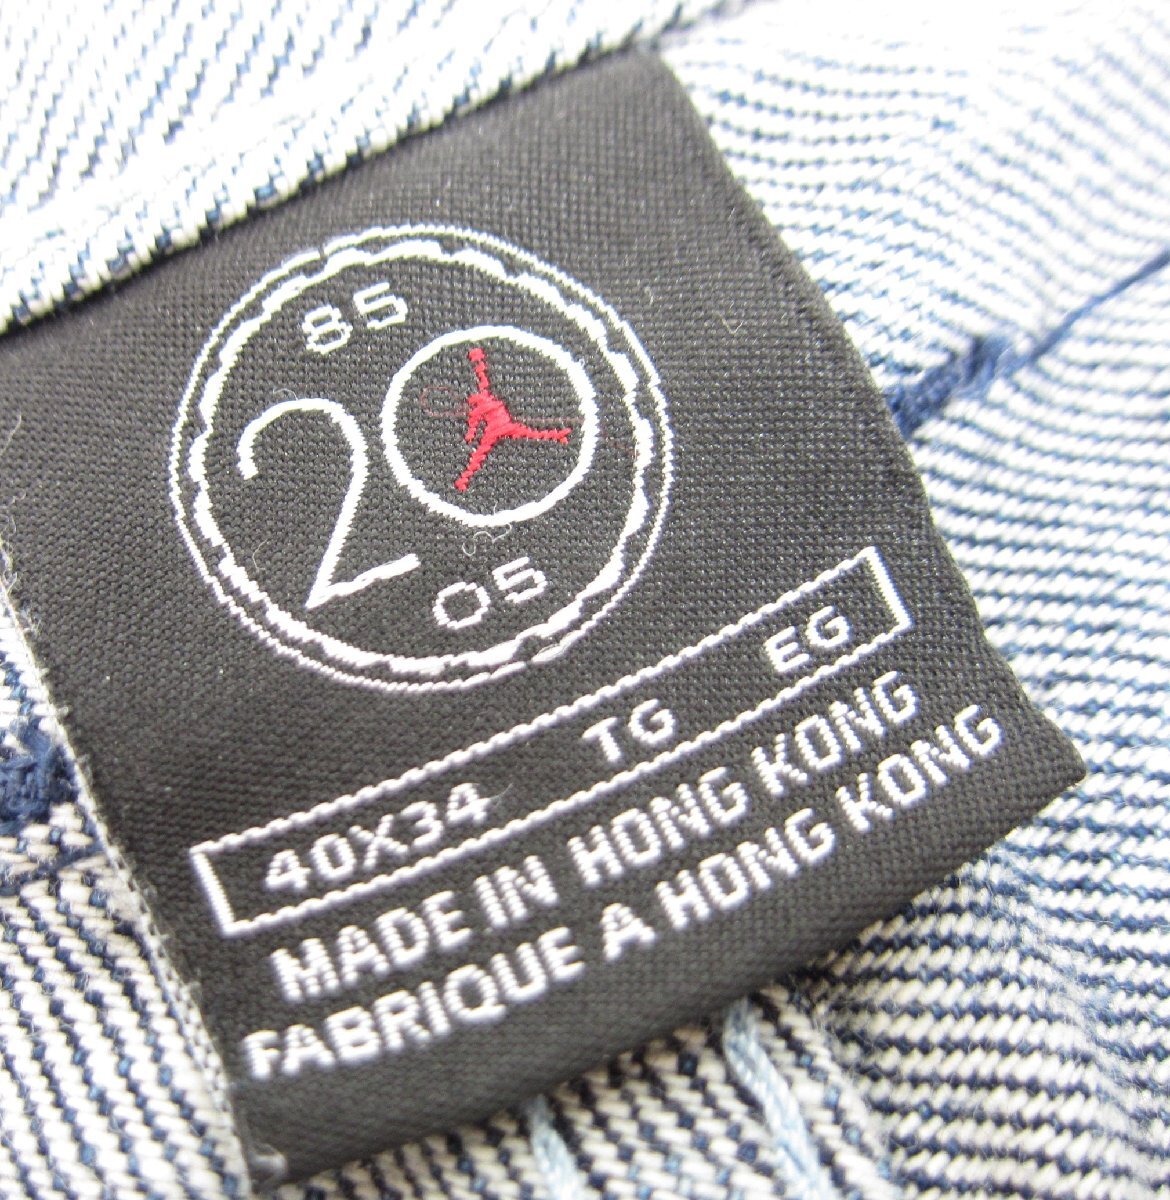 85
20
05
40X34 TG EG
MADE IN HONG KONG
FABRIQUE A HONG KONG